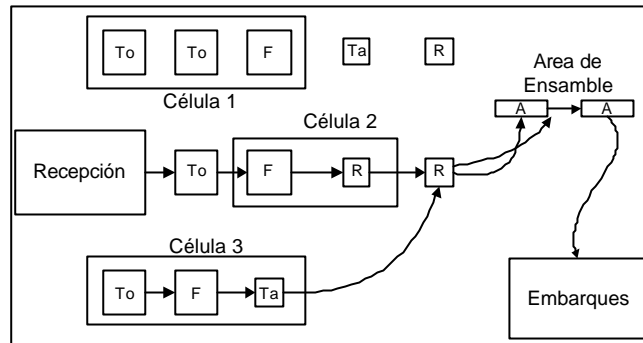 To To F Ta R
Célula 1
Area de
Ensamble
A A
Célula 2
Recepción To F R R
Célula 3
To F Ta
Embarques